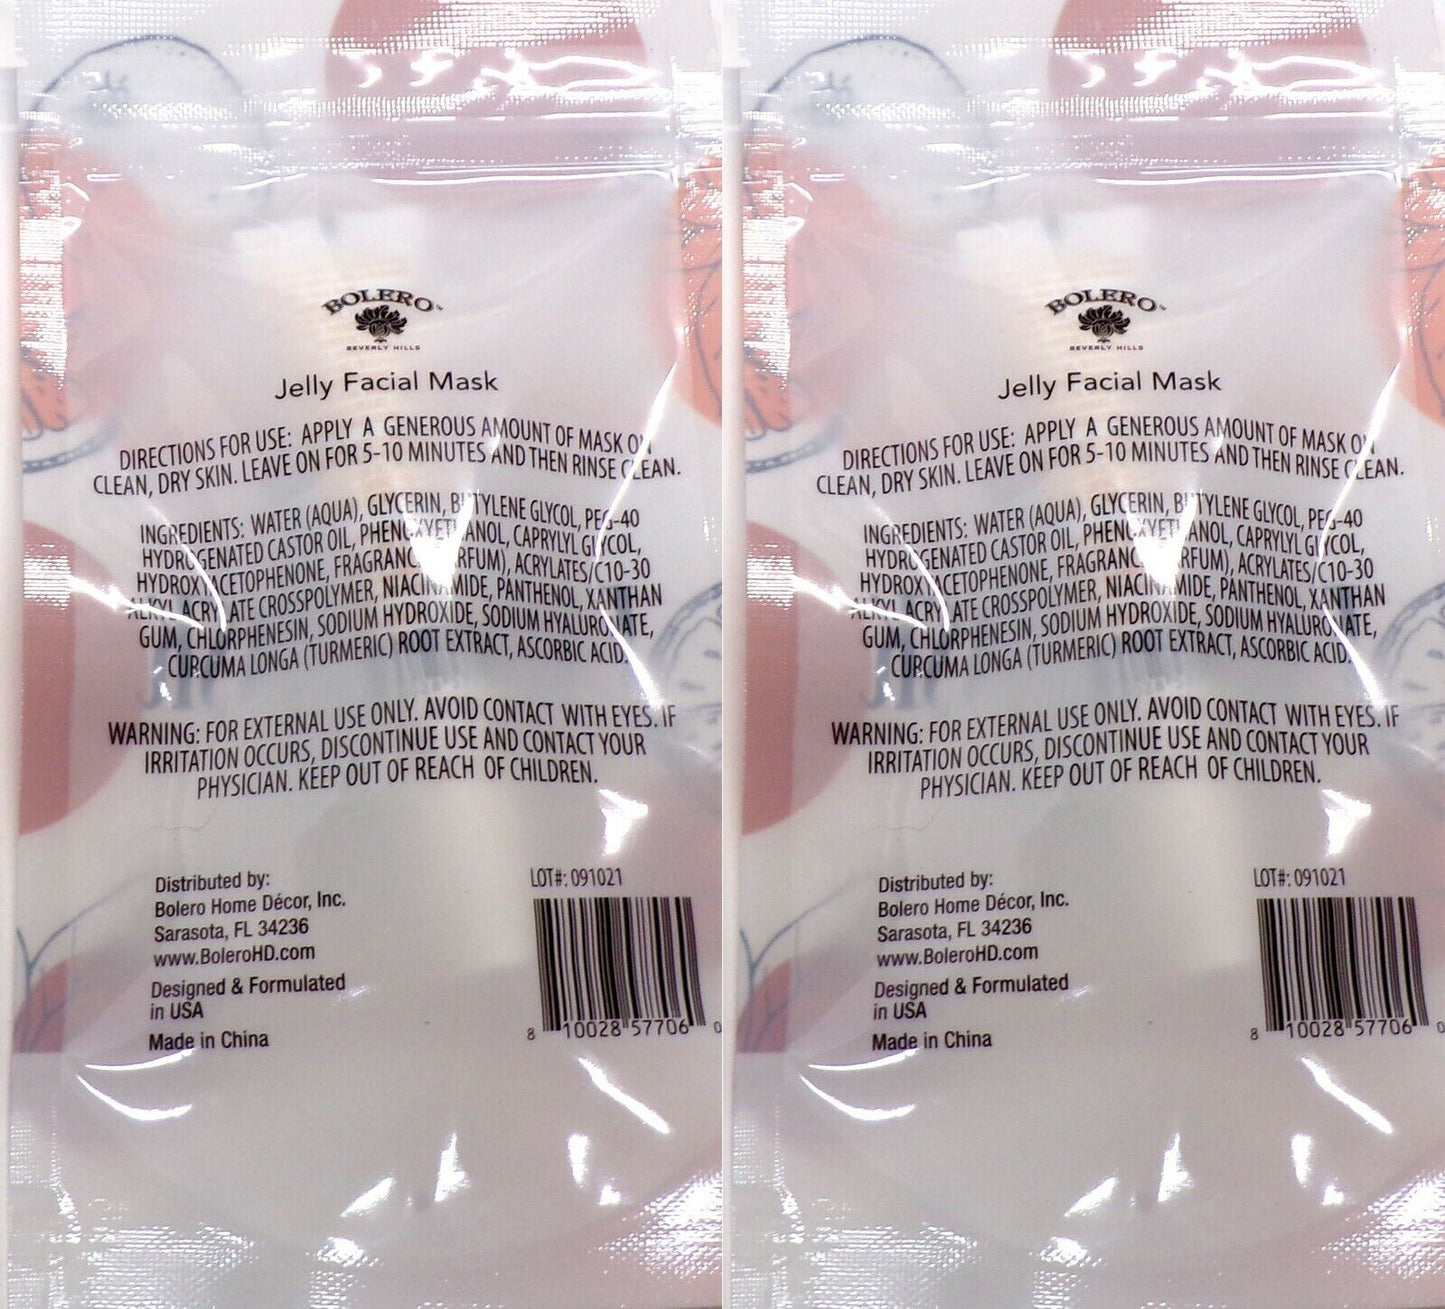 BOLERO™
BEVERLY HILLS
Jelly Facial Mask
DIRECTIONS FOR USE: APPLY A GENEROUS AMOUNT OF MASK ON
CLEAN, DRY SKIN. LEAVE ON FOR 5-10 MINUTES AND THEN RINSE CLEAN.
INGREDIENTS: WATER (AQUA), GLYCERIN, BUTYLENE GLYCOL, PEG-40
HYDROGENATED CASTOR OIL, PHENOXYETHANOL, CAPRYLYL GLYCOL,
HYDROXYACETOPHENONE, FRAGRANCE (PARFUM), ACRYLATES/C10-30
ALKYL ACRYLATE CROSSPOLYMER, NIACINAMIDE, PANTHENOL, XANTHAN
GUM, CHLORPHENESIN, SODIUM HYDROXIDE, SODIUM HYALURONATE,
CURCUMA LONGA (TURMERIC) ROOT EXTRACT, ASCORBIC ACID.
WARNING: FOR EXTERNAL USE ONLY. AVOID CONTACT WITH EYES. IF
IRRITATION OCCURS, DISCONTINUE USE AND CONTACT YOUR
PHYSICIAN. KEEP OUT OF REACH OF CHILDREN.
Distributed by:
Bolero Home Décor, Inc.
Sarasota, FL 34236
www.BoleroHD.com
Designed & Formulated
in USA
Made in China
LOT#: 091021
8 10028 57706 0
BOLERO™
BEVERLY HILLS
Jelly Facial Mask
DIRECTIONS FOR USE: APPLY A GENEROUS AMOUNT OF MASK ON
CLEAN, DRY SKIN. LEAVE ON FOR 5-10 MINUTES AND THEN RINSE CLEAN.
INGREDIENTS: WATER (AQUA), GLYCERIN, BUTYLENE GLYCOL, PEG-40
HYDROGENATED CASTOR OIL, PHENOXYETHANOL, CAPRYLYL GLYCOL,
HYDROXYACETOPHENONE, FRAGRANCE (PARFUM), ACRYLATES/C10-30
ALKYL ACRYLATE CROSSPOLYMER, NIACINAMIDE, PANTHENOL, XANTHAN
GUM, CHLORPHENESIN, SODIUM HYDROXIDE, SODIUM HYALURONATE,
CURCUMA LONGA (TURMERIC) ROOT EXTRACT, ASCORBIC ACID.
WARNING: FOR EXTERNAL USE ONLY. AVOID CONTACT WITH EYES. IF
IRRITATION OCCURS, DISCONTINUE USE AND CONTACT YOUR
PHYSICIAN. KEEP OUT OF REACH OF CHILDREN.
Distributed by:
Bolero Home Décor, Inc.
Sarasota, FL 34236
www.BoleroHD.com
Designed & Formulated
in USA
Made in China
LOT#: 091021
8 10028 57706 0